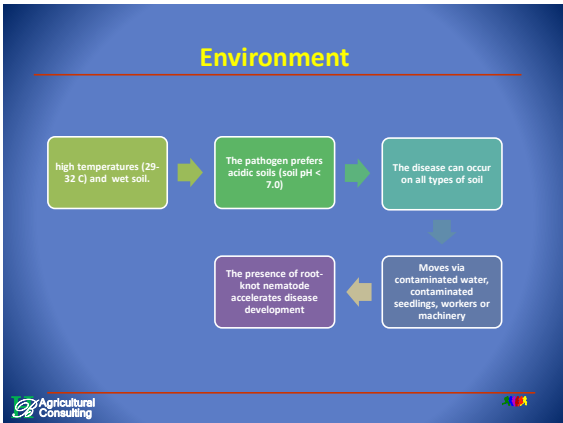 Environment
high temperatures (29-
32 C) and wet soil.
The pathogen prefers
acidic soils (soil pH <
7.0)
The disease can occur
on all types of soil
Moves via
contaminated water,
contaminated
seedlings, workers or
machinery
The presence of root-
knot nematode
accelerates disease
development
Agricultural
Consulting